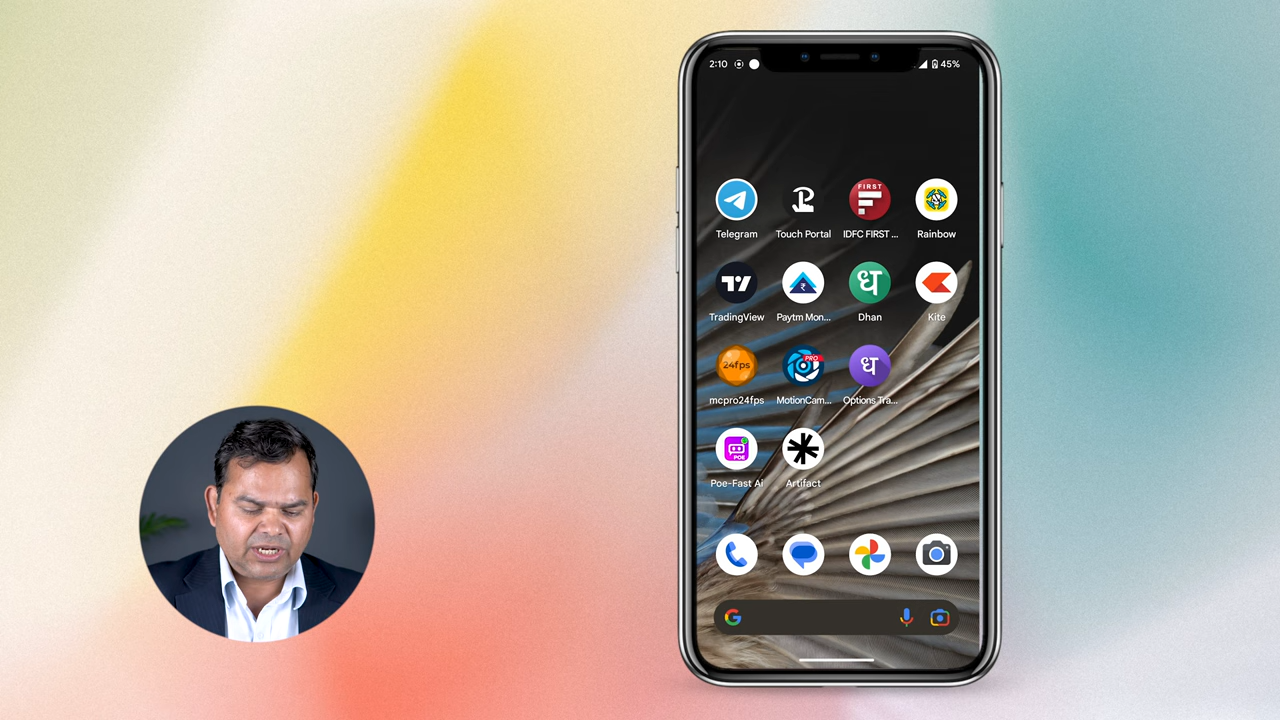 2:10 45%
FIRST
Telegram Touch Portal IDFC FIRST ... Rainbow
ध
TradingView Paytm Mon... Dhan Kite
24fps PRO ध
mcpro24fps MotionCam... Options Tra...
POE
Poe-Fast Ai Artifact